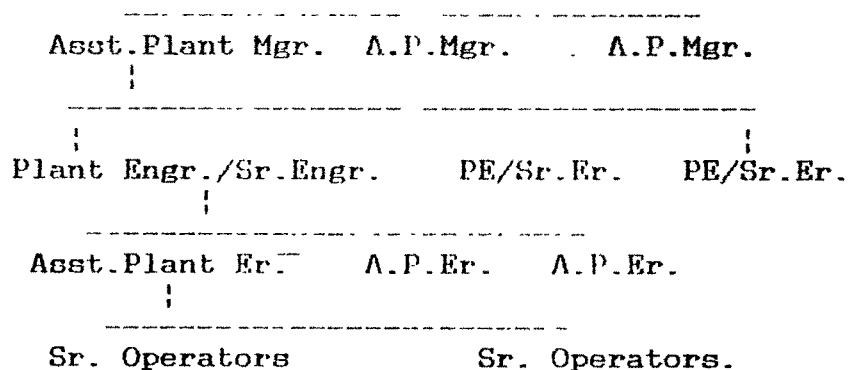 Asst.Plant Mgr. A.P.Mgr. . A.P.Mgr.
Plant Engr./Sr.Engr. PE/Sr.Er. PE/Sr.Er.
Asst.Plant Er. A.P.Er. A.P.Er.
Sr. Operators Sr. Operators.